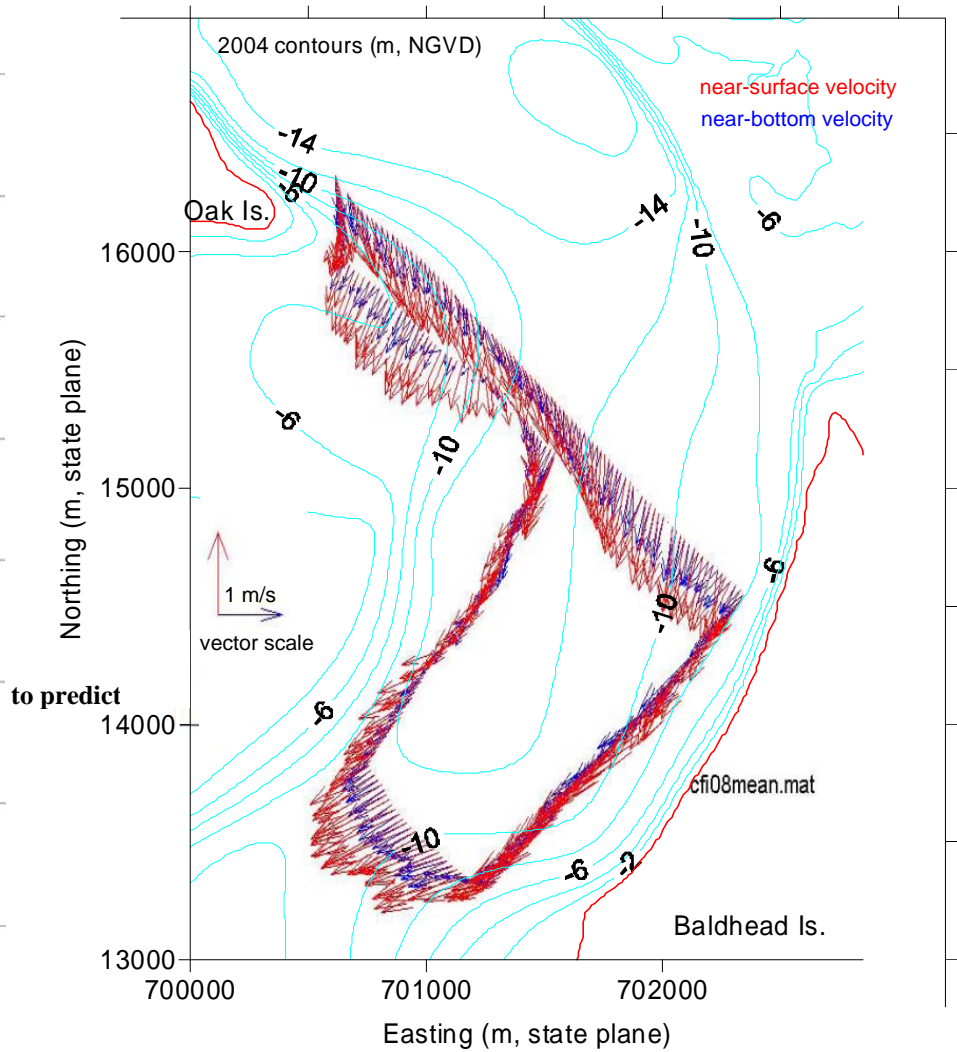 2004 contours (m, NGVD)
near-surface velocity
near-bottom velocity
-14
-10
-6
Oak Is.
-14
-6
-10
16000
-6
-10
15000
Northing (m, state plane)
1 m/s
vector scale
-6
-10
to predict
-6
14000
cfi08mean.mat
-10
-6
-2
Baldhead Is.
13000
700000
701000
702000
Easting (m, state plane)